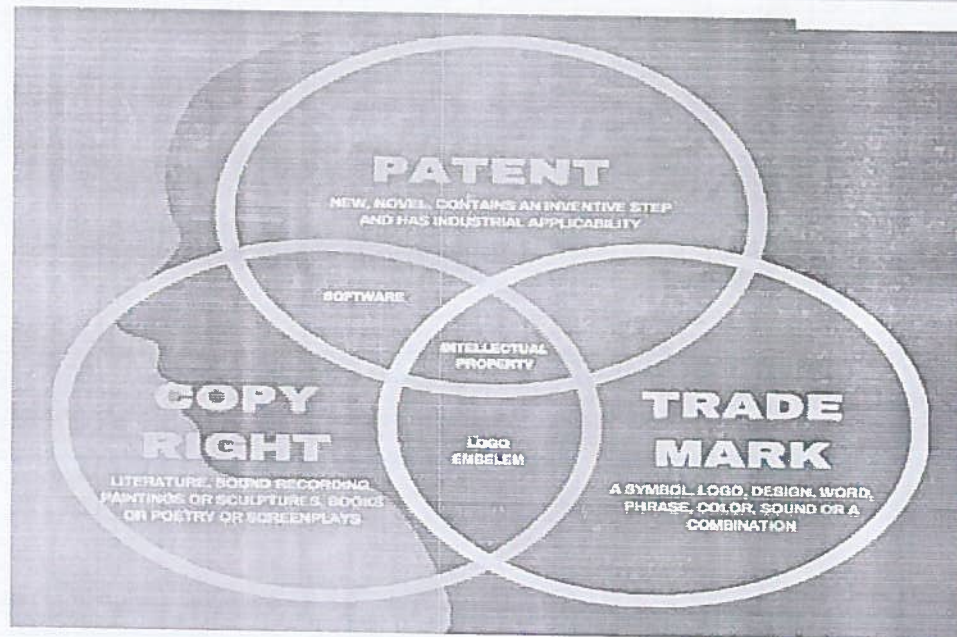 PATENT
NEW, NOVEL, CONTAINS AN INVENTIVE STEP
AND HAS INDUSTRIAL APPLICABILITY
SOFTWARE
INTELLECTUAL
PROPERTY
COPY
RIGHT
LITERATURE, SOUND RECORDING,
PAINTINGS OR SCULPTURES, BOOKS
OR POETRY OR SCREENPLAYS
LOGO
EMBELEM
TRADE
MARK
A SYMBOL, LOGO, DESIGN, WORD,
PHRASE, COLOR, SOUND OR A
COMBINATION